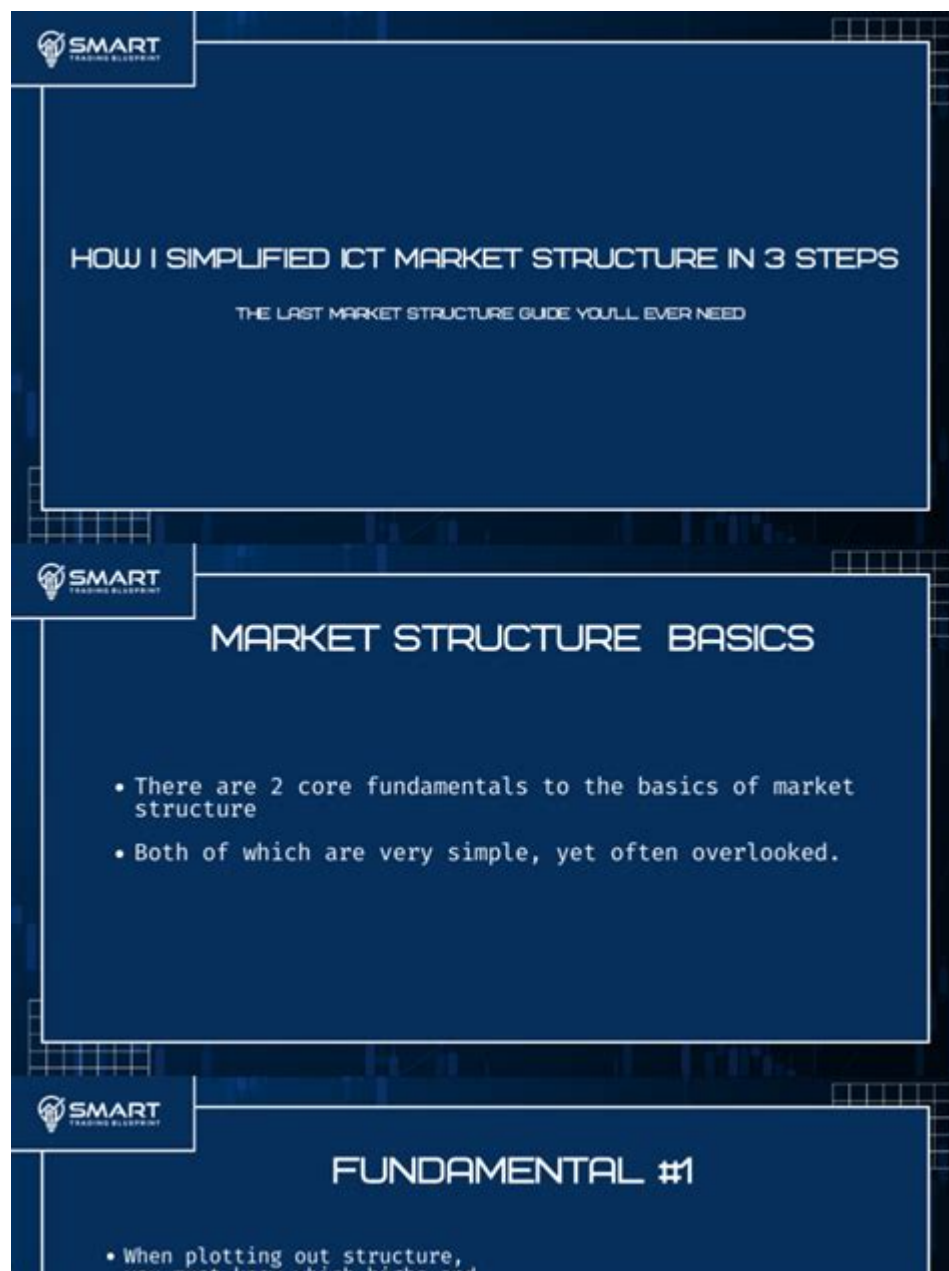 SMART
TRADING BLUEPRINT
HOW I SIMPLIFIED ICT MARKET STRUCTURE IN 3 STEPS
THE LAST MARKET STRUCTURE GUIDE YOU'LL EVER NEED
SMART
TRADING BLUEPRINT
MARKET STRUCTURE BASICS
• There are 2 core fundamentals to the basics of market
structure
• Both of which are very simple, yet often overlooked.
SMART
TRADING BLUEPRINT
FUNDAMENTAL #1
• When plotting out structure,